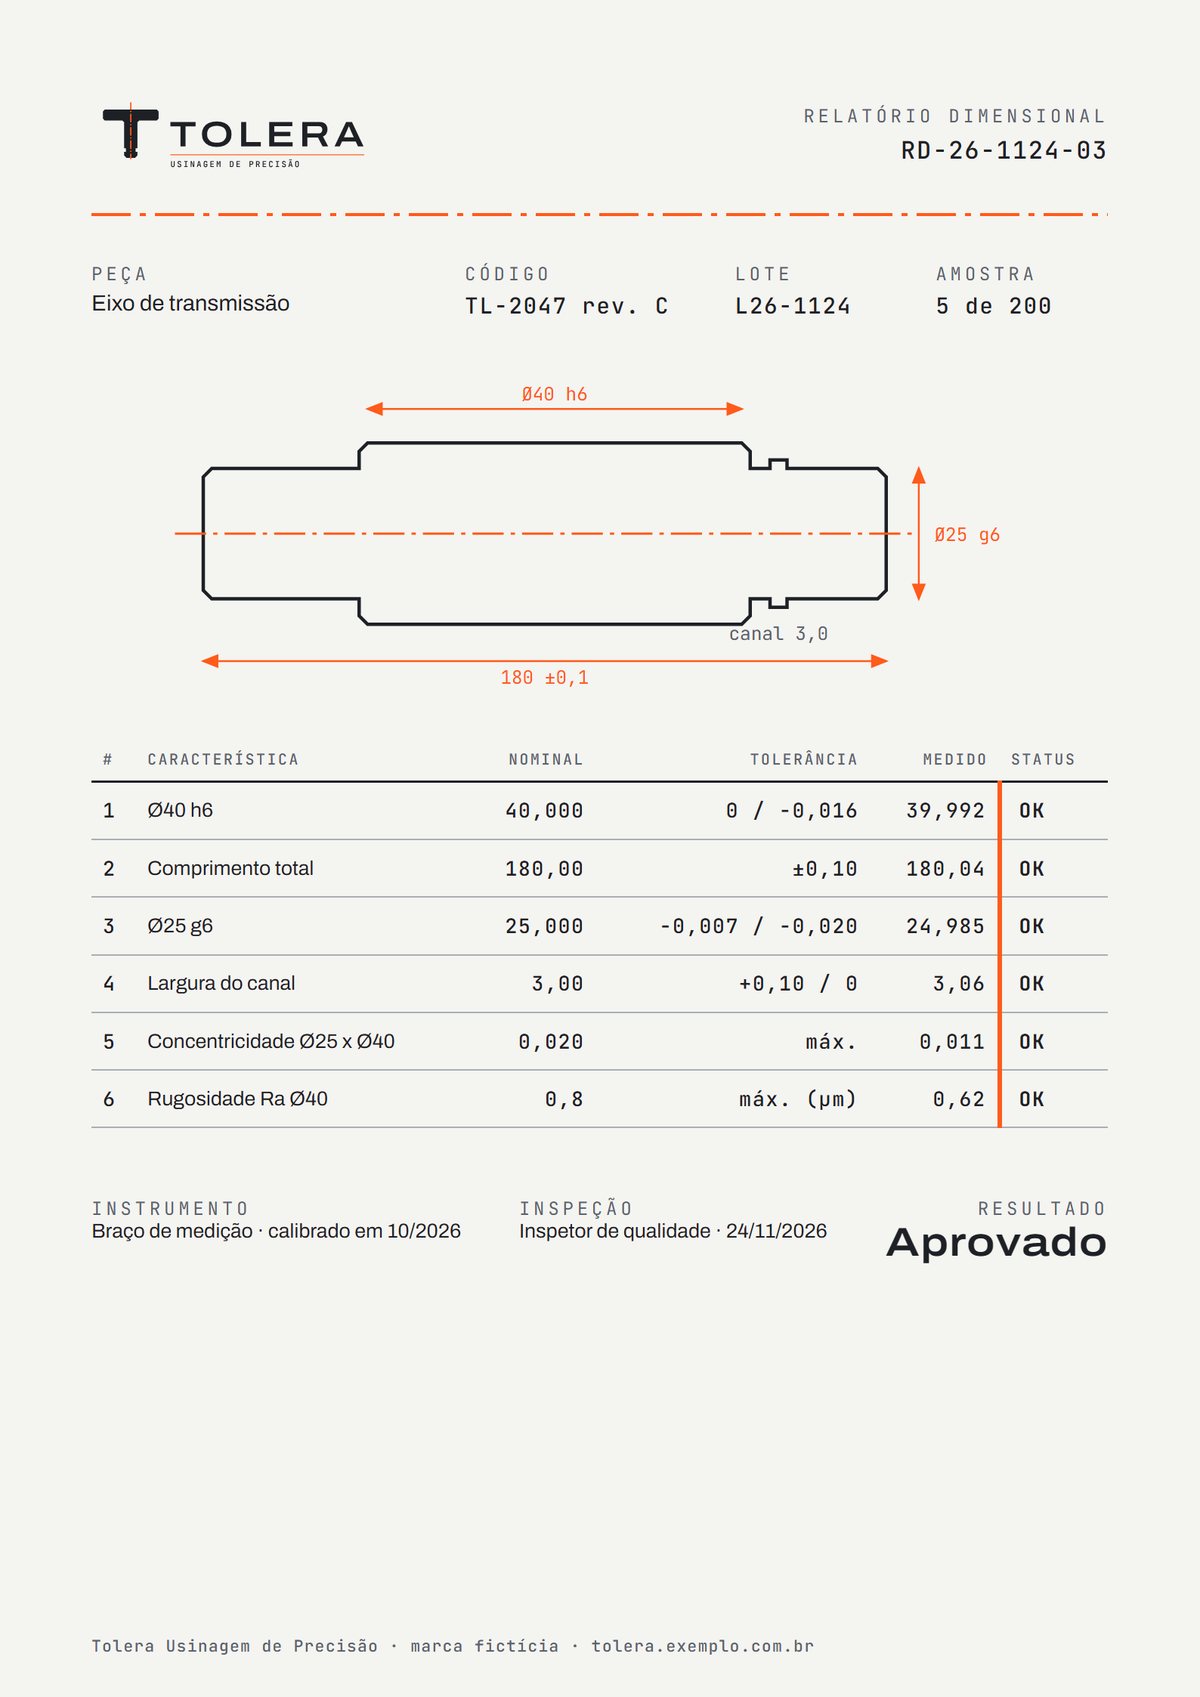 TOLERA
USINAGEM DE PRECISÃO
RELATÓRIO DIMENSIONAL
RD-26-1124-03
PEÇA CÓDIGO LOTE AMOSTRA
Eixo de transmissão TL-2047 rev. C L26-1124 5 de 200
Ø40 h6
Ø25 g6
canal 3,0
180 ±0,1
# CARACTERÍSTICA NOMINAL TOLERÂNCIA MEDIDO STATUS
1 Ø40 h6 40,000 0 / -0,016 39,992 OK
2 Comprimento total 180,00 ±0,10 180,04 OK
3 Ø25 g6 25,000 -0,007 / -0,020 24,985 OK
4 Largura do canal 3,00 +0,10 / 0 3,06 OK
5 Concentricidade Ø25 x Ø40 0,020 máx. 0,011 OK
6 Rugosidade Ra Ø40 0,8 máx. (µm) 0,62 OK
INSTRUMENTO INSPEÇÃO RESULTADO
Braço de medição · calibrado em 10/2026 Inspetor de qualidade · 24/11/2026 Aprovado
Tolera Usinagem de Precisão · marca fictícia · tolera.exemplo.com.br